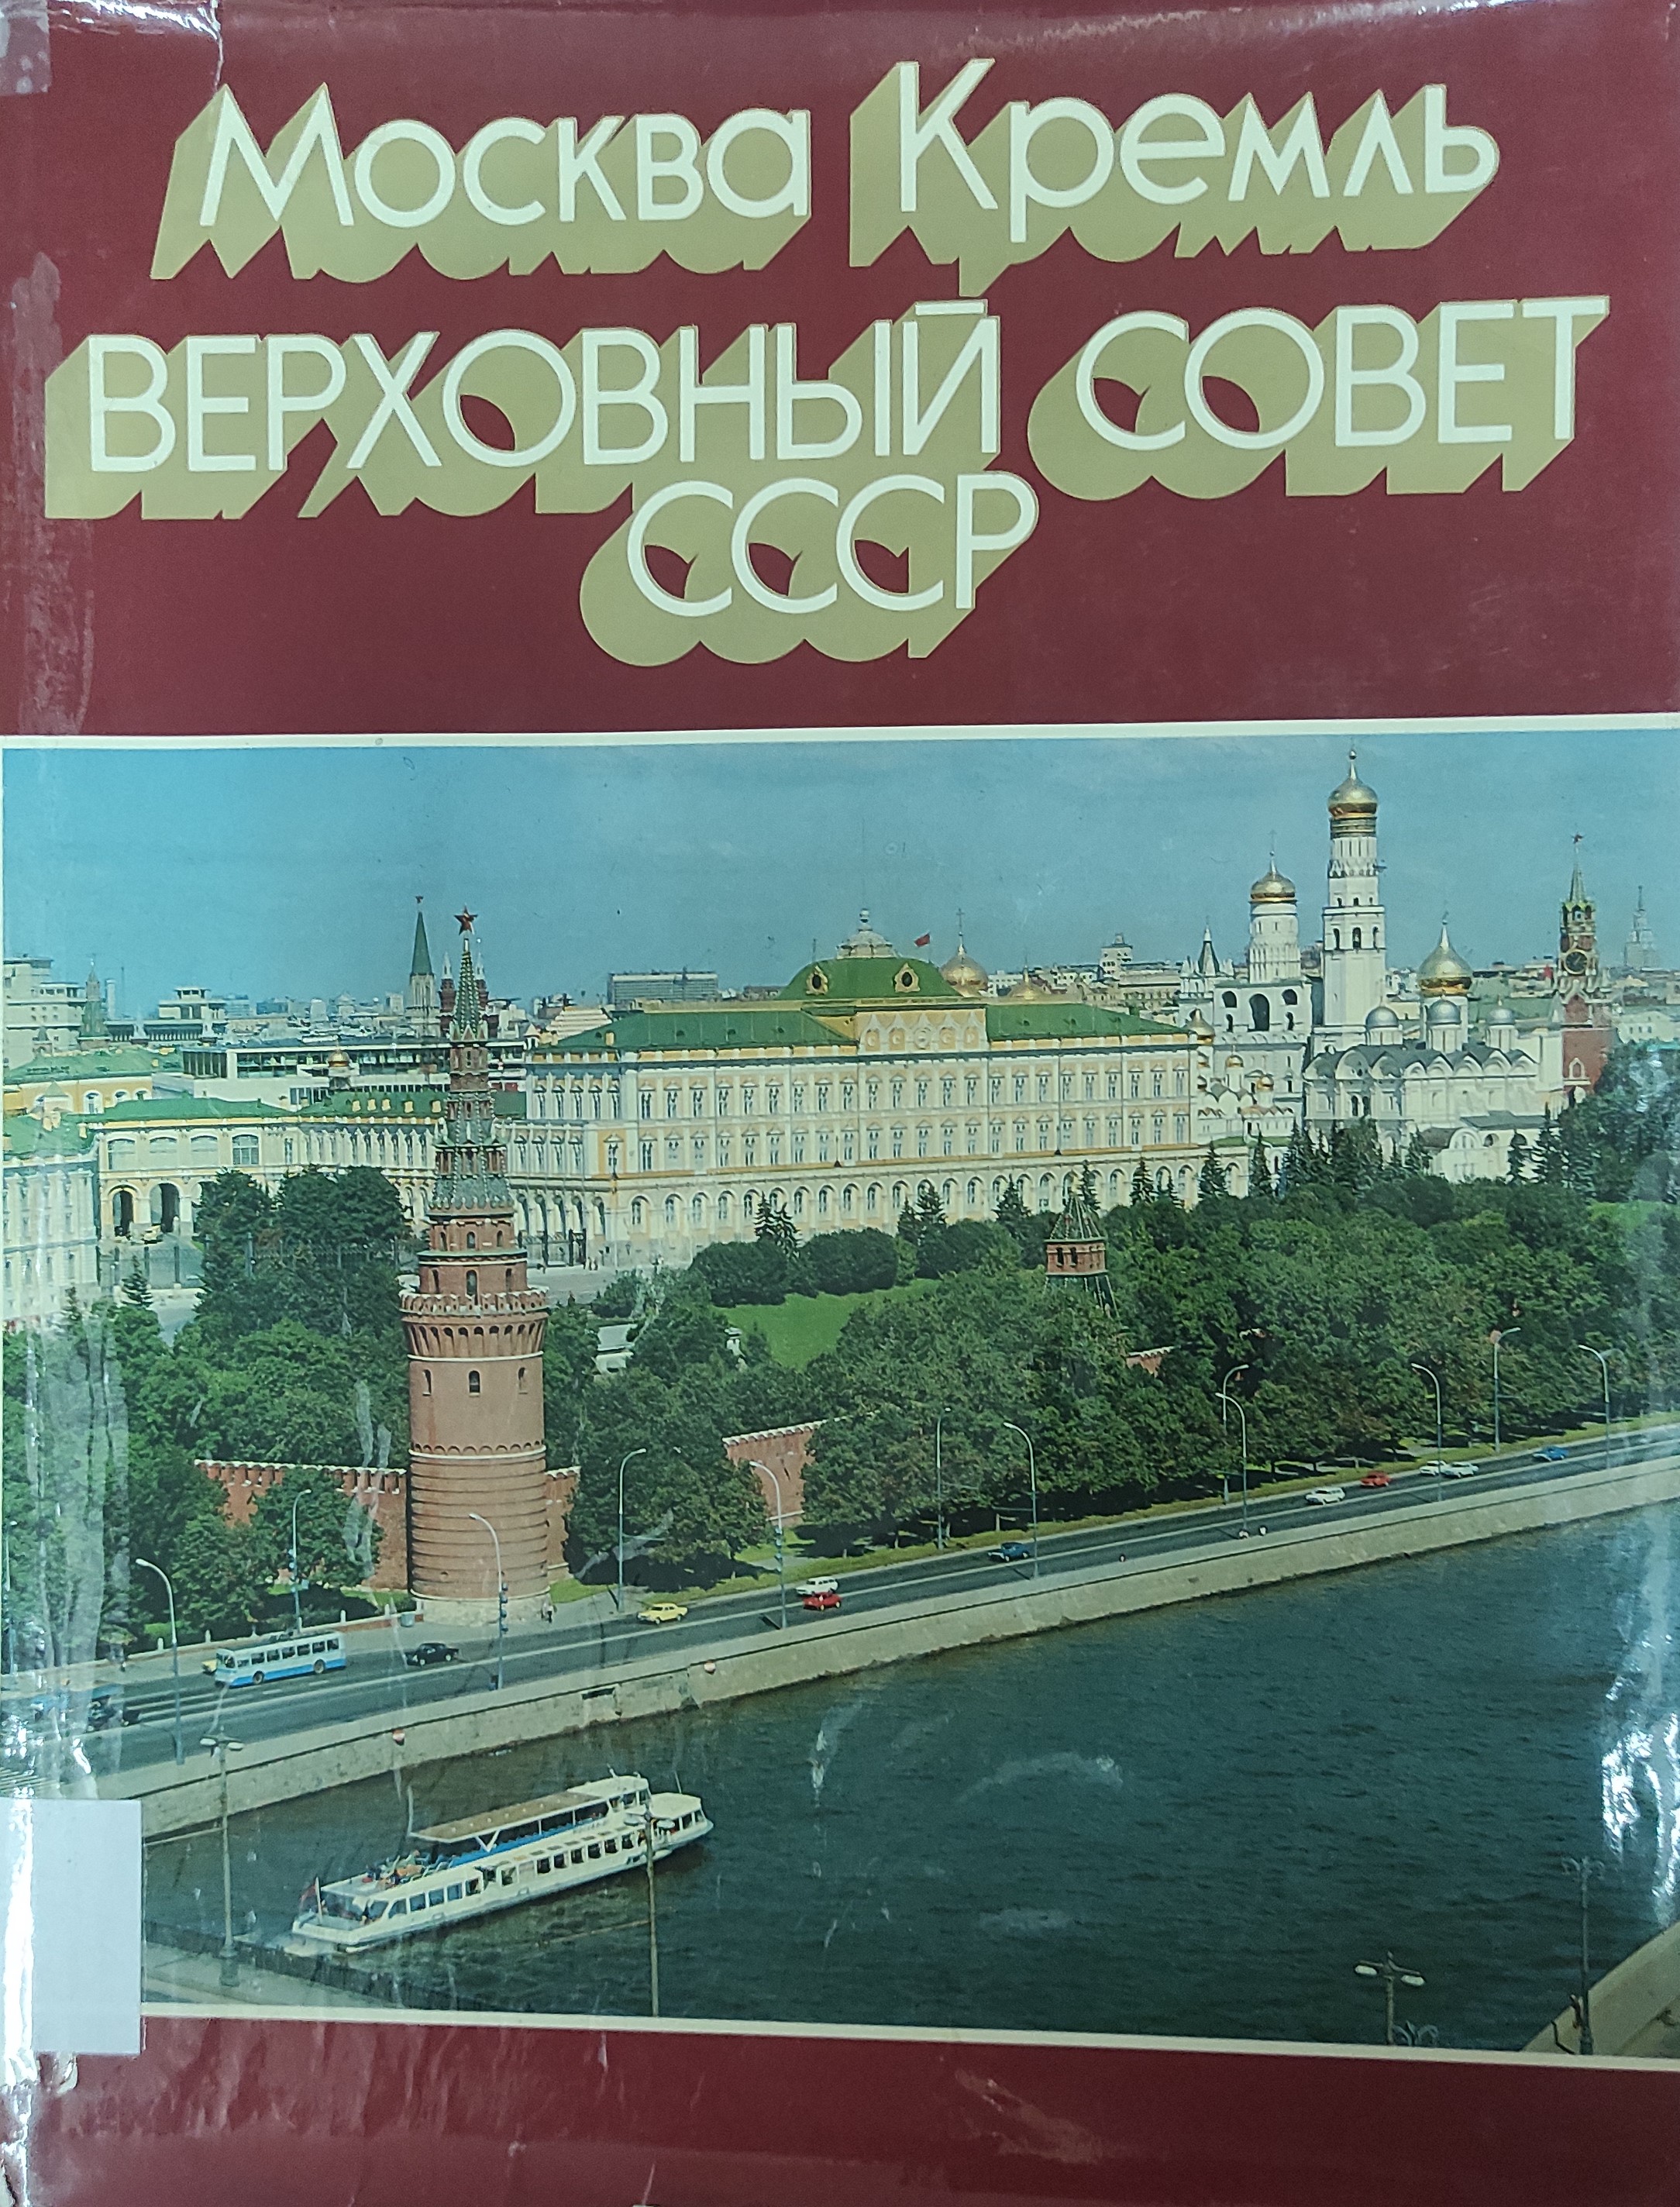 Москва Кремль
ВЕРХОВНЫЙ СОВЕТ
СССР